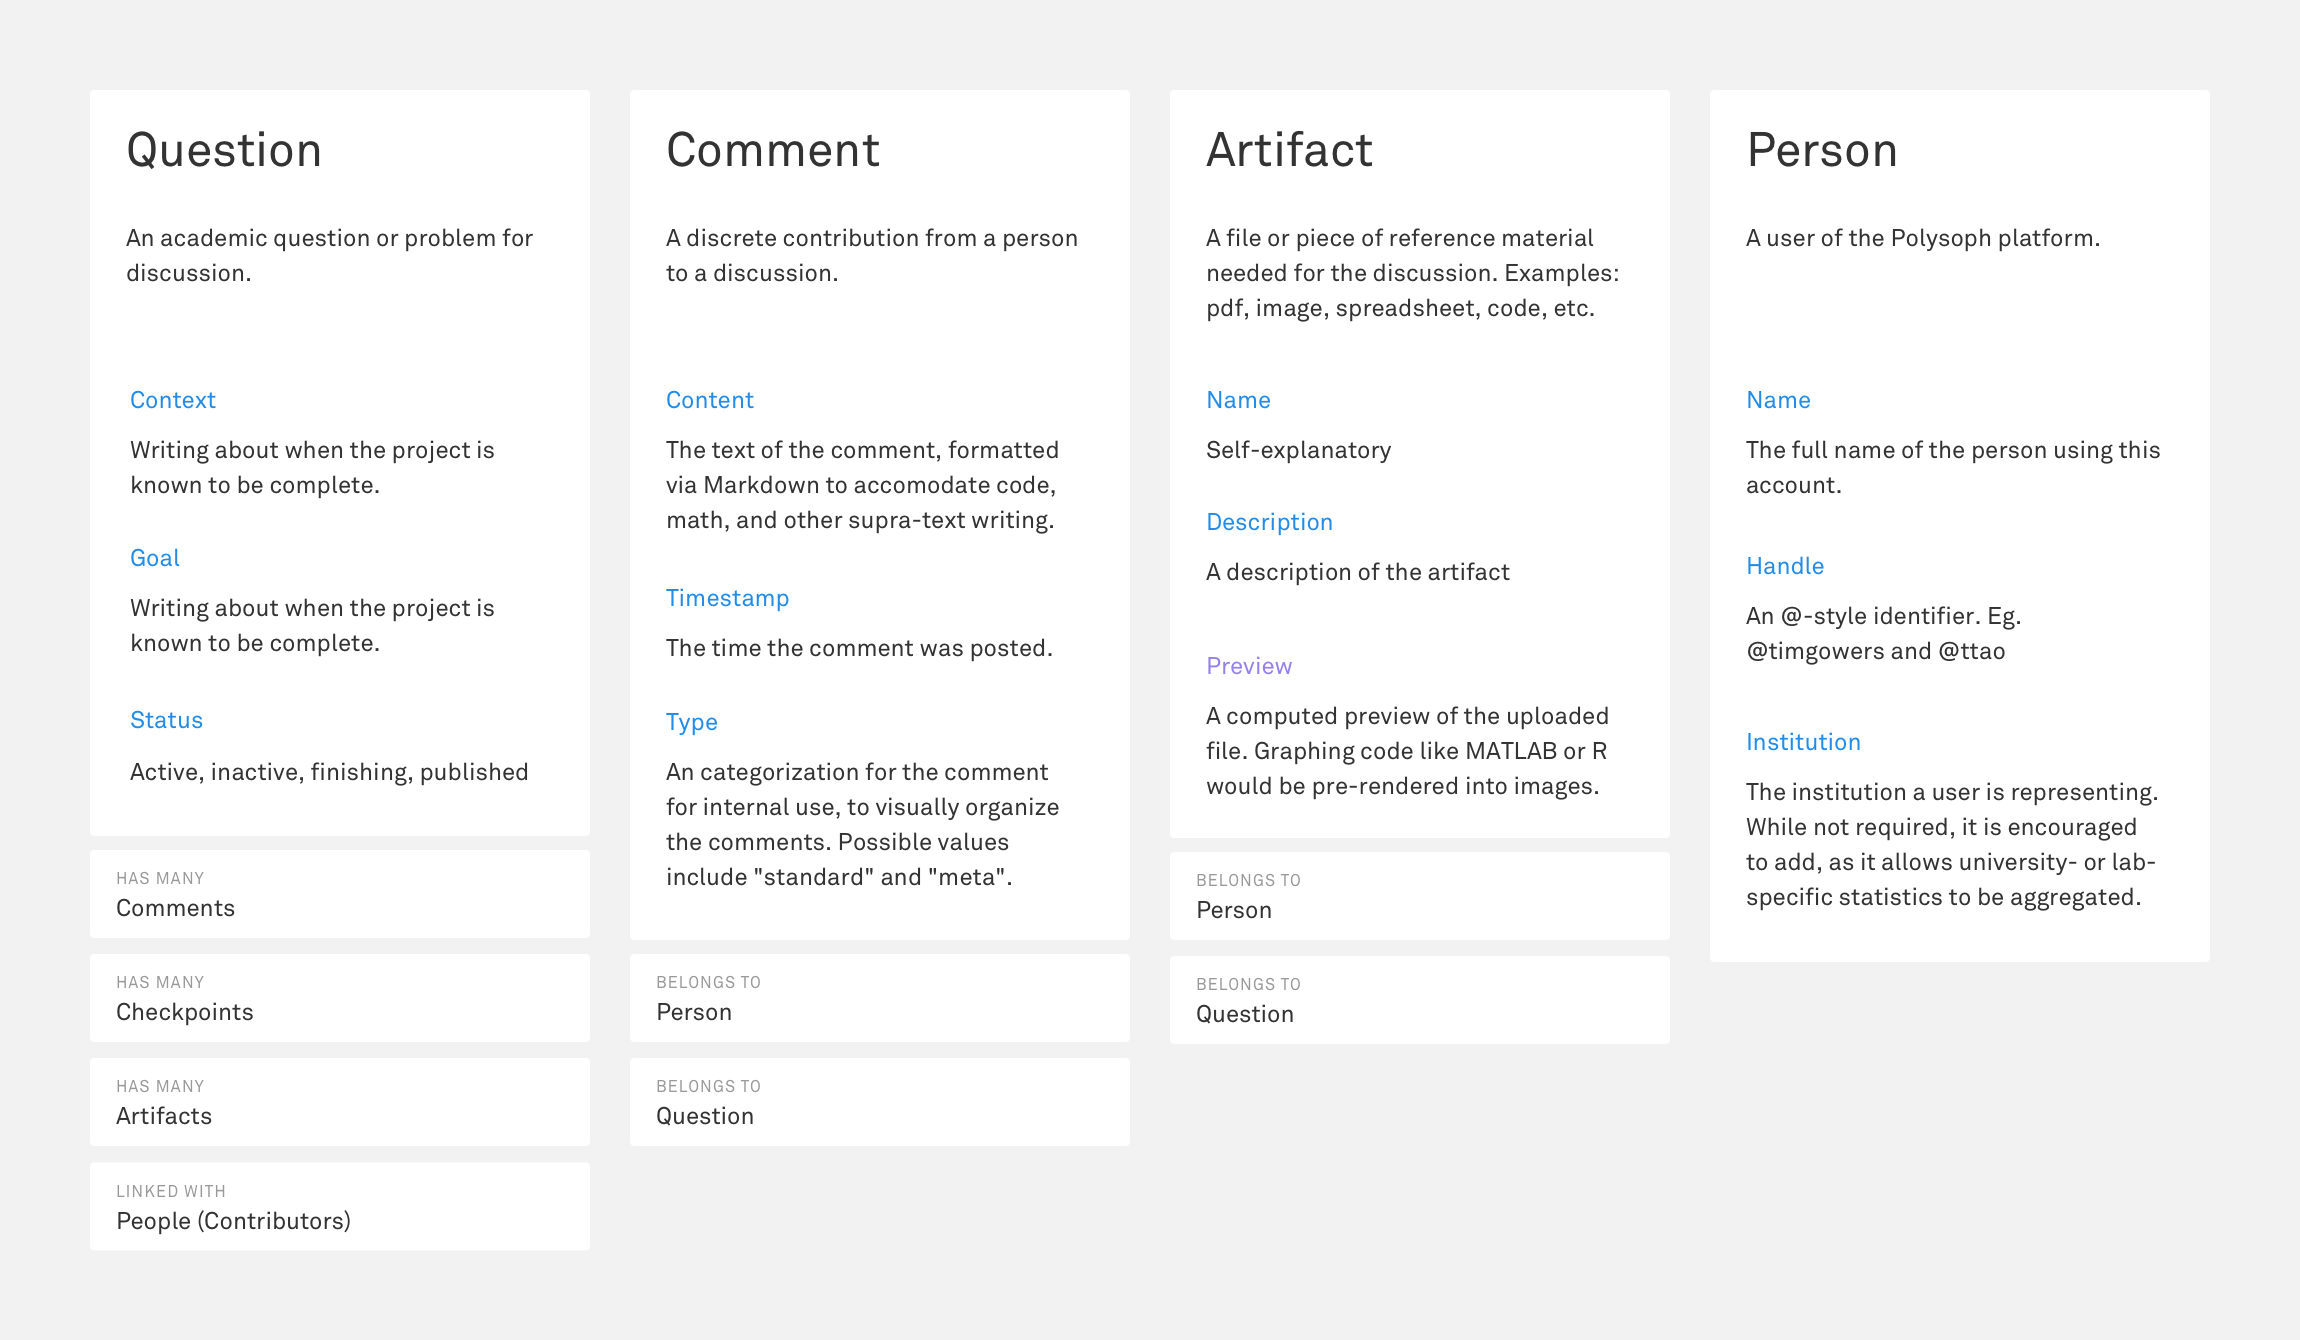 Question
An academic question or problem for
discussion.
Context
Writing about when the project is
known to be complete.
Goal
Writing about when the project is
known to be complete.
Status
Active, inactive, finishing, published
HAS MANY
Comments
HAS MANY
Checkpoints
HAS MANY
Artifacts
LINKED WITH
People (Contributors)
Comment
A discrete contribution from a person
to a discussion.
Content
The text of the comment, formatted
via Markdown to accomodate code,
math, and other supra-text writing.
Timestamp
The time the comment was posted.
Type
An categorization for the comment
for internal use, to visually organize
the comments. Possible values
include "standard" and "meta".
BELONGS TO
Person
BELONGS TO
Question
Artifact
A file or piece of reference material
needed for the discussion. Examples:
pdf, image, spreadsheet, code, etc.
Name
Self-explanatory
Description
A description of the artifact
Preview
A computed preview of the uploaded
file. Graphing code like MATLAB or R
would be pre-rendered into images.
BELONGS TO
Person
BELONGS TO
Question
Person
A user of the Polysoph platform.
Name
The full name of the person using this
account.
Handle
An @-style identifier. Eg.
@timgowers and @ttao
Institution
The institution a user is representing.
While not required, it is encouraged
to add, as it allows university- or lab-
specific statistics to be aggregated.